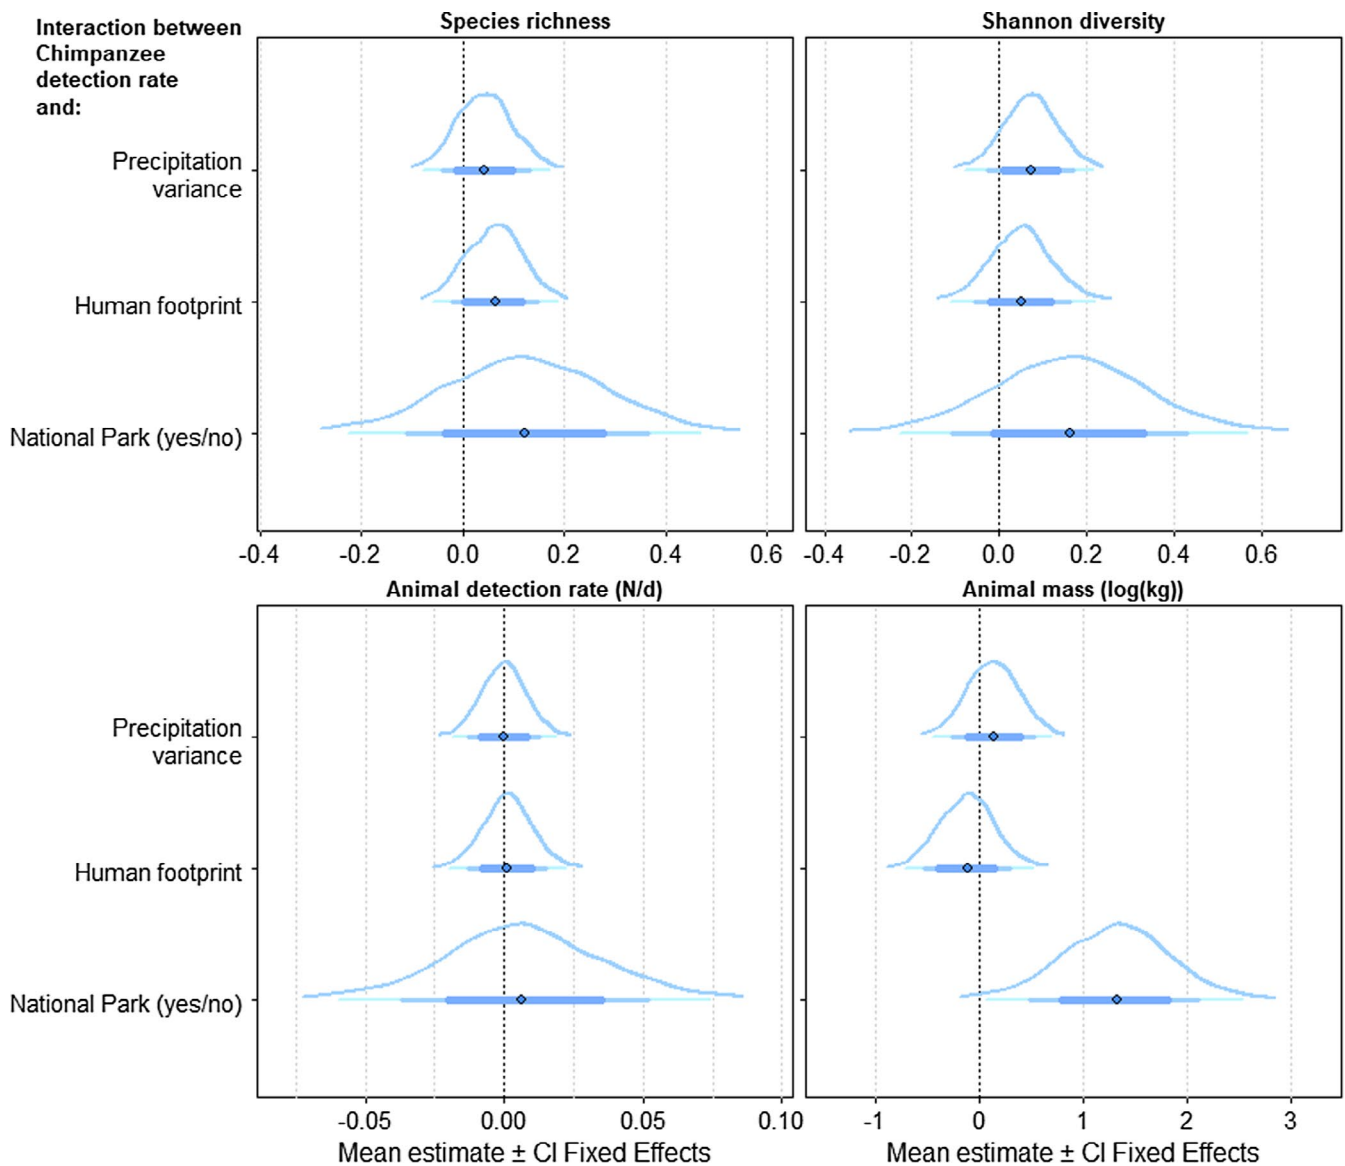 Interaction between
Chimpanzee
detection rate
and:
Species richness
Shannon diversity
Precipitation
variance
Human footprint
National Park (yes/no)
-0.4 -0.2 0.0 0.2 0.4 0.6
-0.4 -0.2 0.0 0.2 0.4 0.6
Animal detection rate (N/d)
Animal mass (log(kg))
Precipitation
variance
Human footprint
National Park (yes/no)
-0.05 0.00 0.05 0.10
-1 0 1 2 3
Mean estimate ± CI Fixed Effects
Mean estimate ± CI Fixed Effects